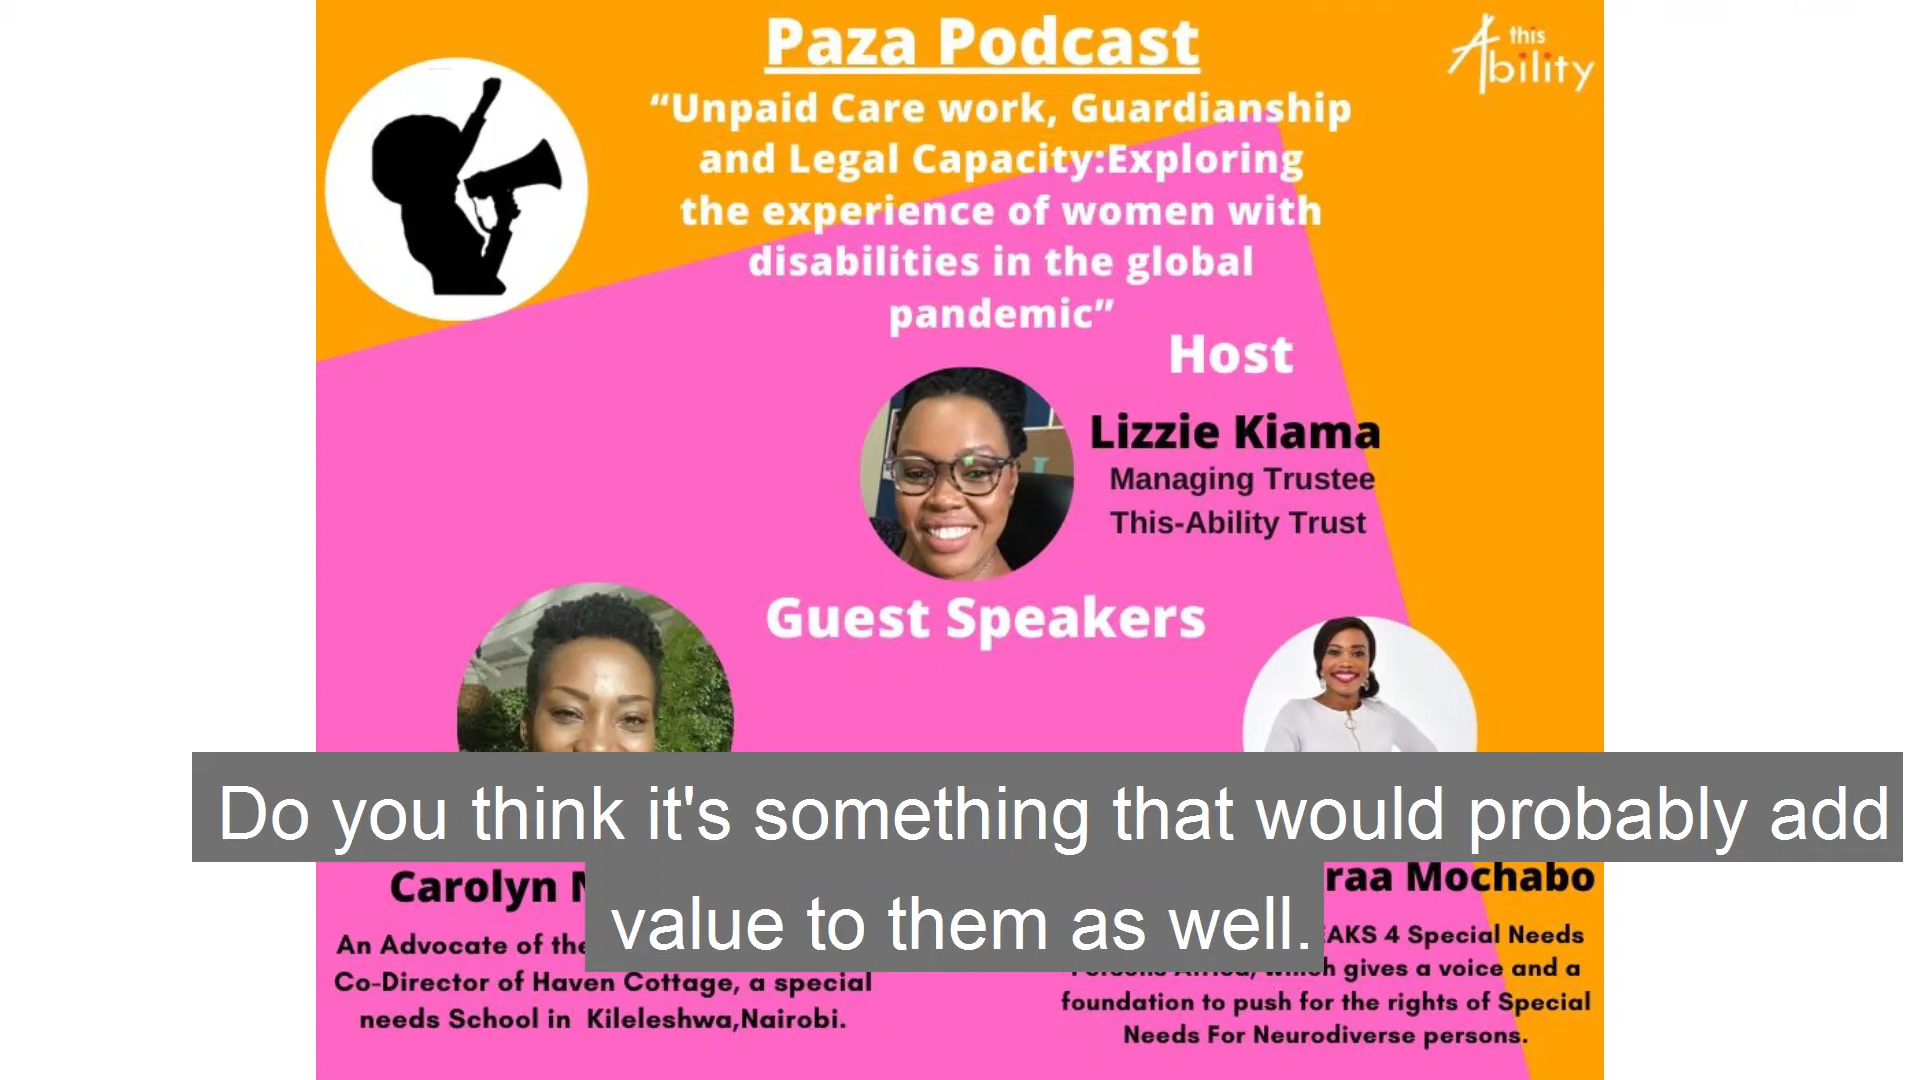 Paza Podcast
this
Ability
“Unpaid Care work, Guardianship
and Legal Capacity:Exploring
the experience of women with
disabilities in the global
pandemic”
Host
Lizzie Kiama
Managing Trustee
This-Ability Trust
Guest Speakers
Do you think it's something that would probably add
value to them as well.
Carolyn
raa Mochabo
An Advocate of the
Co-Director of Haven Cottage, a special
needs School in Kileleshwa,Nairobi.
AKS 4 Special Needs
gives a voice and a
foundation to push for the rights of Special
Needs For Neurodiverse persons.